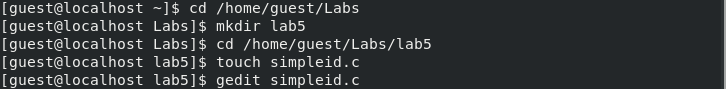 [guest@localhost ~]$ cd /home/guest/Labs
[guest@localhost Labs]$ mkdir lab5
[guest@localhost Labs]$ cd /home/guest/Labs/lab5
[guest@localhost lab5]$ touch simpleid.c
[guest@localhost lab5]$ gedit simpleid.c